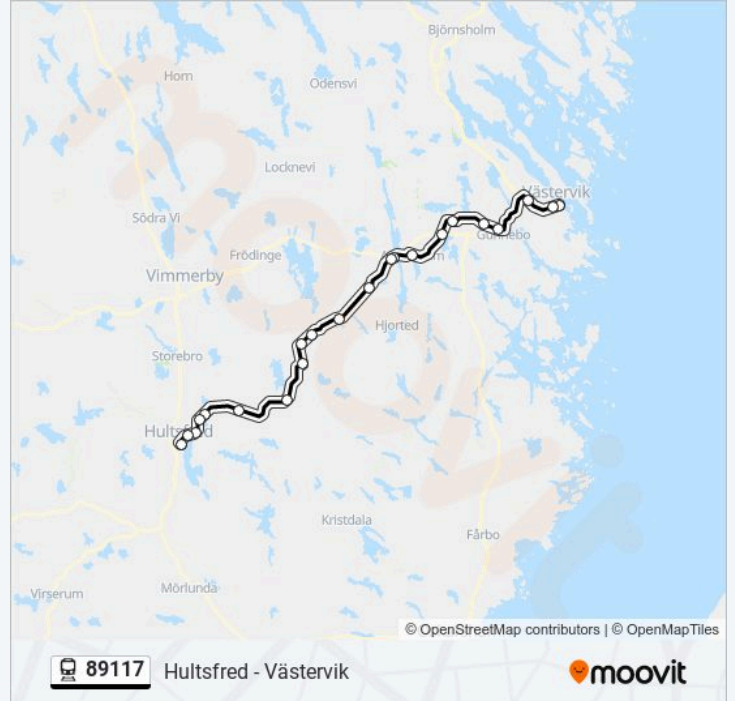 Björnsholm
Hom
Odensvi
Locknevi
Västervik
Södra Vi
Gunnebo
Frödinge
Vimmerby
Hjorted
Storebro
Hultsfred
Kristdala
Fårbo
Mörlunda
Virserum
© OpenStreetMap contributors | © OpenMapTiles
89117 Hultsfred - Västervik moovit
moovit